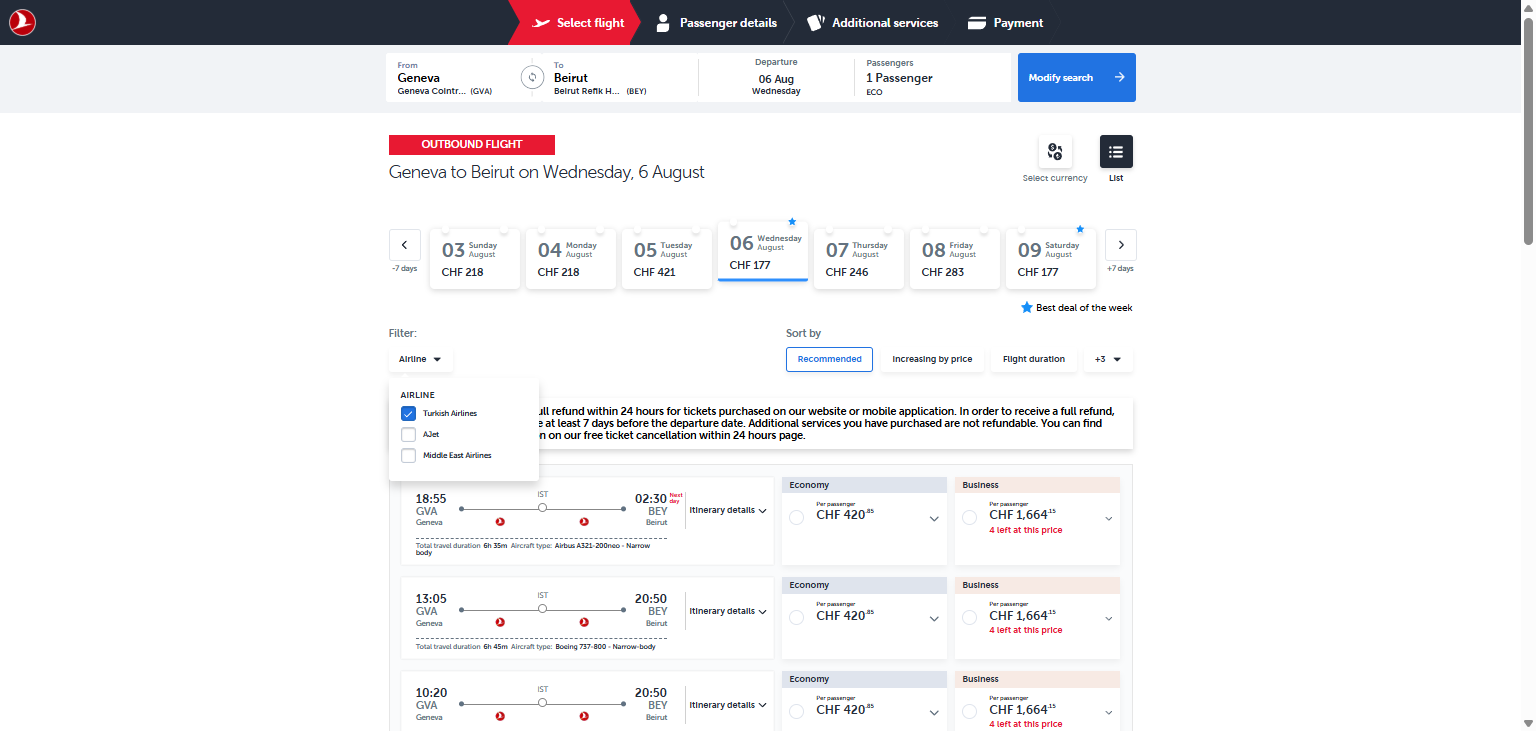 Select flight
Passenger details
Additional services
Payment
From
Geneva
Geneva Cointr... (GVA)
To
Beirut
Beirut Refik H... (BEY)
Departure
06 Aug
Wednesday
Passengers
1 Passenger
ECO
Modify search
OUTBOUND FLIGHT
Geneva to Beirut on Wednesday, 6 August
Select currency
List
-7 days
03 Sunday August
CHF 218
04 Monday August
CHF 218
05 Tuesday August
CHF 421
06 Wednesday August
CHF 177
07 Thursday August
CHF 246
08 Friday August
CHF 283
09 Saturday August
CHF 177
+7 days
Best deal of the week
Filter:
Airline
Sort by
Recommended
Increasing by price
Flight duration
+3
AIRLINE
Turkish Airlines
AJet
Middle East Airlines
ull refund within 24 hours for tickets purchased on our website or mobile application. In order to receive a full refund,
e at least 7 days before the departure date. Additional services you have purchased are not refundable. You can find
n on our free ticket cancellation within 24 hours page.
18:55
GVA
Geneva
IST
02:30 Next day
BEY
Beirut
Itinerary details
Total travel duration 6h 35m Aircraft type: Airbus A321-200neo - Narrow
body
Economy
Per passenger
CHF 420.85
Business
Per passenger
CHF 1,664.15
4 left at this price
13:05
GVA
Geneva
IST
20:50
BEY
Beirut
Itinerary details
Total travel duration 6h 45m Aircraft type: Boeing 737-800 - Narrow-body
Economy
Per passenger
CHF 420.85
Business
Per passenger
CHF 1,664.15
4 left at this price
10:20
GVA
Geneva
IST
20:50
BEY
Beirut
Itinerary details
Economy
Per passenger
CHF 420.85
Business
Per passenger
CHF 1,664.15
4 left at this price